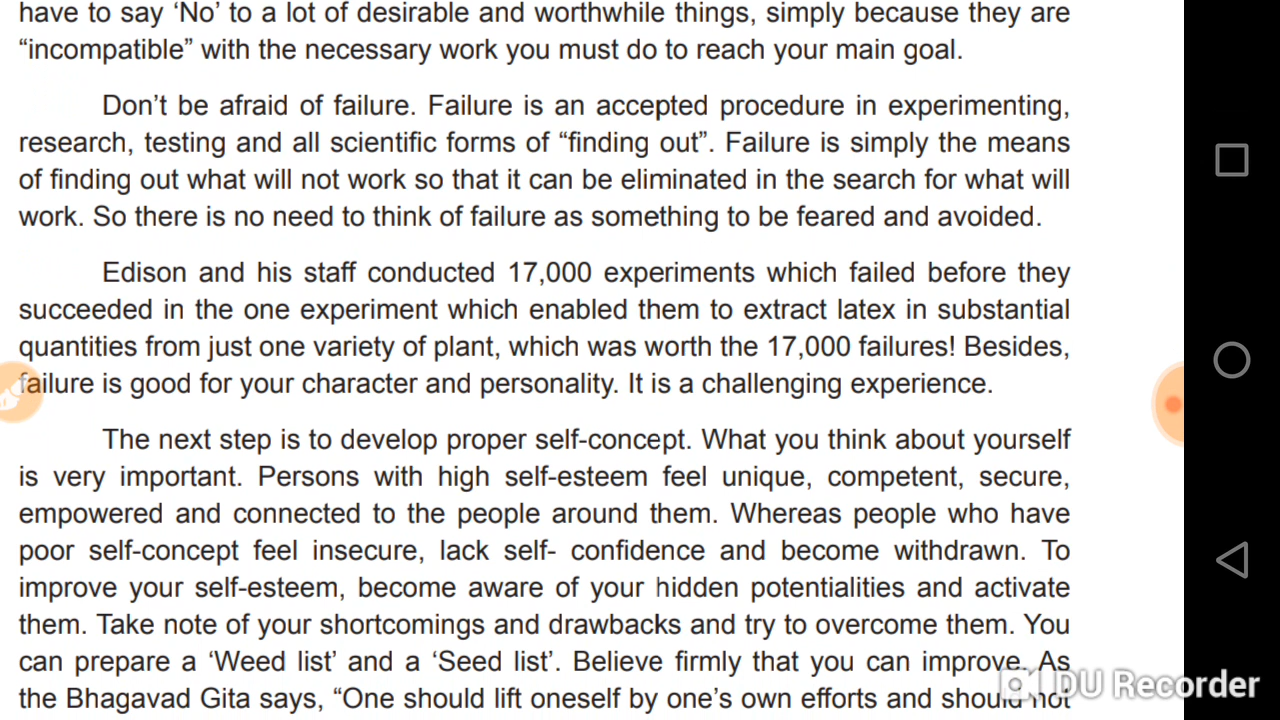 have to say ‘No’ to a lot of desirable and worthwhile things, simply because they are
“incompatible” with the necessary work you must do to reach your main goal.
Don’t be afraid of failure. Failure is an accepted procedure in experimenting,
research, testing and all scientific forms of “finding out”. Failure is simply the means
of finding out what will not work so that it can be eliminated in the search for what will
work. So there is no need to think of failure as something to be feared and avoided.
Edison and his staff conducted 17,000 experiments which failed before they
succeeded in the one experiment which enabled them to extract latex in substantial
quantities from just one variety of plant, which was worth the 17,000 failures! Besides,
failure is good for your character and personality. It is a challenging experience.
The next step is to develop proper self-concept. What you think about yourself
is very important. Persons with high self-esteem feel unique, competent, secure,
empowered and connected to the people around them. Whereas people who have
poor self-concept feel insecure, lack self- confidence and become withdrawn. To
improve your self-esteem, become aware of your hidden potentialities and activate
them. Take note of your shortcomings and drawbacks and try to overcome them. You
can prepare a ‘Weed list’ and a ‘Seed list’. Believe firmly that you can improve. As
the Bhagavad Gita says, “One should lift oneself by one’s own efforts and should not
DU Recorder